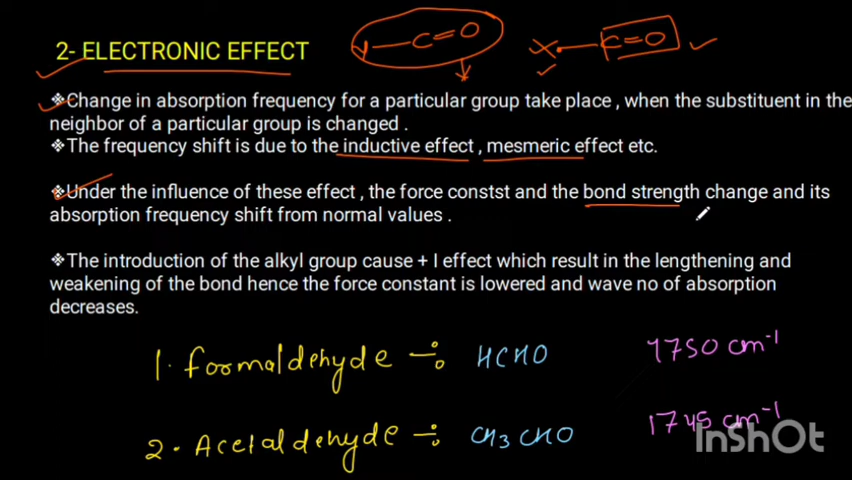 2- ELECTRONIC EFFECT
Y—C=O
X—C=O
❖Change in absorption frequency for a particular group take place , when the substituent in the
neighbor of a particular group is changed .
❖The frequency shift is due to the inductive effect , mesmeric effect etc.
❖Under the influence of these effect , the force constst and the bond strength change and its
absorption frequency shift from normal values .
❖The introduction of the alkyl group cause + I effect which result in the lengthening and
weakening of the bond hence the force constant is lowered and wave no of absorption
decreases.
1. formaldehyde ÷ HCHO 1750 cm⁻¹
2. Acetaldehyde ÷ CH₃CHO 1745 cm⁻¹
InShOt